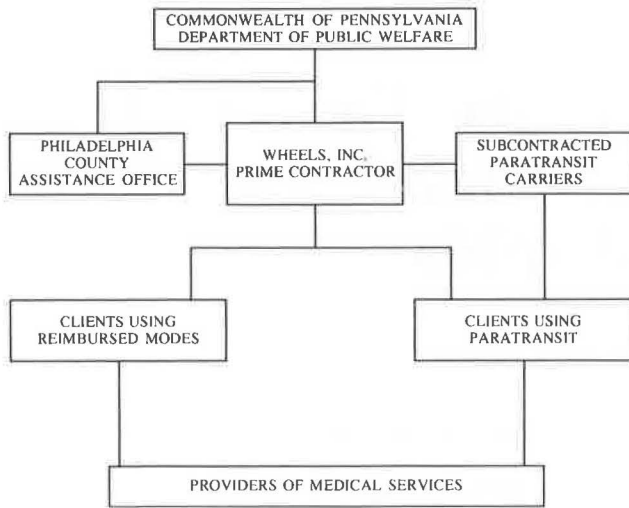 COMMONWEALTH OF PENNSYLVANIA
DEPARTMENT OF PUBLIC WELFARE
PHILADELPHIA
COUNTY
ASSISTANCE OFFICE
WHEELS, INC.
PRIME CONTRACTOR
SUBCONTRACTED
PARATRANSIT
CARRIERS
CLIENTS USING
REIMBURSED MODES
CLIENTS USING
PARATRANSIT
PROVIDERS OF MEDICAL SERVICES